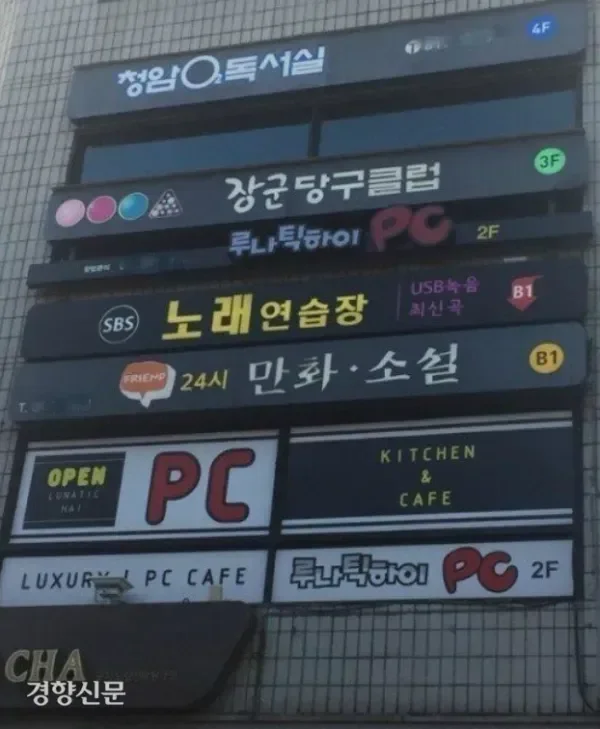 청암O₂독서실 4F
장군당구클럽 3F
루나틱하이 PC 2F
SBS 노래연습장 USB녹음 최신곡 B1
FRIEND 24시 만화·소설 B1
T.
OPEN
LUNATIC
HAI
PC
KITCHEN
&
CAFE
LUXURY | PC CAFE
루나틱하이 PC 2F
CHA
경향신문